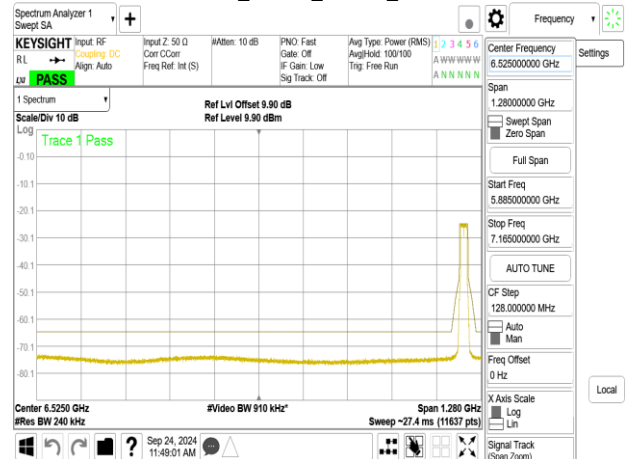 Spectrum Analyzer 1
Swept SA
+
Frequency
KEYSIGHT
RL
LXI
PASS
Input: RF
Coupling: DC
Align: Auto
Input Z: 50 Ω
Corr CCorr
Freq Ref: Int (S)
#Atten: 10 dB
PNO: Fast
Gate: Off
IF Gain: Low
Sig Track: Off
Avg Type: Power (RMS)
Avg|Hold: 100/100
Trig: Free Run
1 2 3 4 5 6
A W W W W W
A N N N N N
Center Frequency
6.525000000 GHz
Settings
Span
1.28000000 GHz
Swept Span
Zero Span
Full Span
Start Freq
5.885000000 GHz
Stop Freq
7.165000000 GHz
AUTO TUNE
CF Step
128.000000 MHz
Auto
Man
Freq Offset
0 Hz
X Axis Scale
Log
Lin
Local
Signal Track
(Span Zoom)
1 Spectrum
Scale/Div 10 dB
Ref Lvl Offset 9.90 dB
Ref Level 9.90 dBm
Log
Trace 1 Pass
-0.10
-10.1
-20.1
-30.1
-40.1
-50.1
-60.1
-70.1
-80.1
Center 6.5250 GHz
#Video BW 910 kHz*
Span 1.280 GHz
#Res BW 240 kHz
Sweep ~27.4 ms (11637 pts)
?
Sep 24, 2024
11:49:01 AM